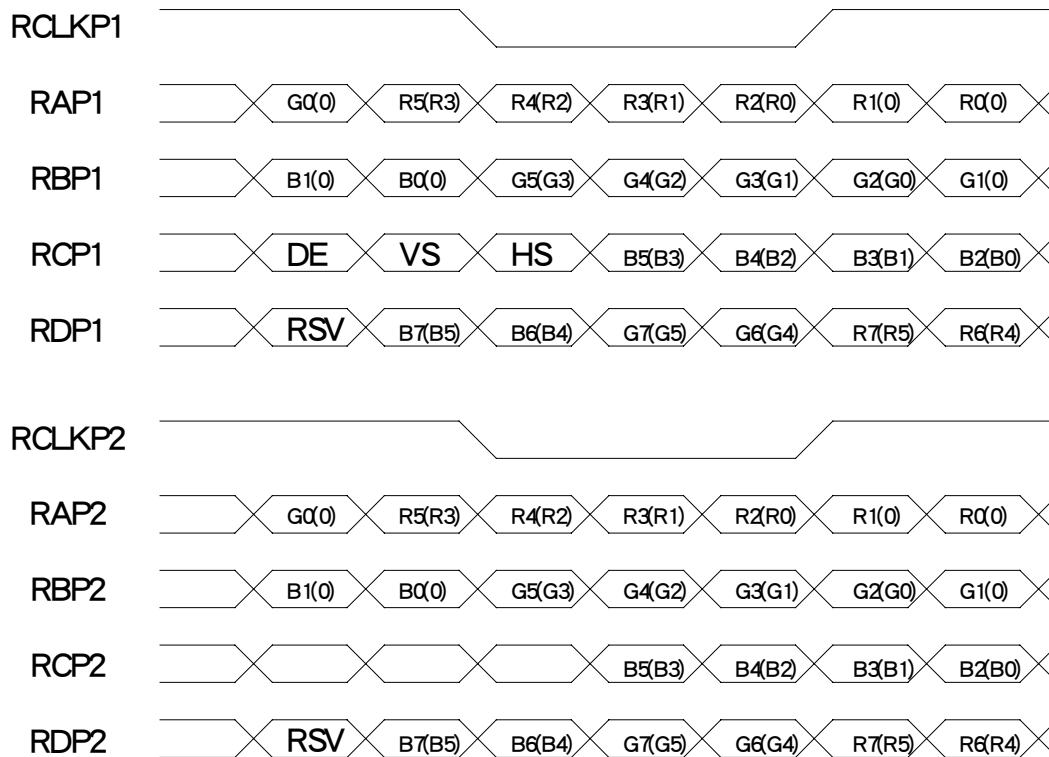 RCLKP1
RAP1 G0(0) R5(R3) R4(R2) R3(R1) R2(R0) R1(0) R0(0)
RBP1 B1(0) B0(0) G5(G3) G4(G2) G3(G1) G2(G0) G1(0)
RCP1 DE VS HS B5(B3) B4(B2) B3(B1) B2(B0)
RDP1 RSV B7(B5) B6(B4) G7(G5) G6(G4) R7(R5) R6(R4)
RCLKP2
RAP2 G0(0) R5(R3) R4(R2) R3(R1) R2(R0) R1(0) R0(0)
RBP2 B1(0) B0(0) G5(G3) G4(G2) G3(G1) G2(G0) G1(0)
RCP2 B5(B3) B4(B2) B3(B1) B2(B0)
RDP2 RSV B7(B5) B6(B4) G7(G5) G6(G4) R7(R5) R6(R4)